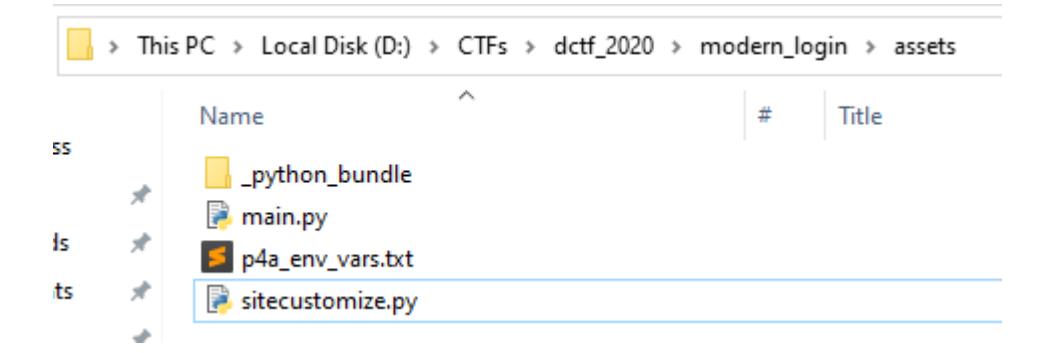 This PC > Local Disk (D:) > CTFs > dctf_2020 > modern_login > assets
Name # Title
ss
_python_bundle
main.py
ds
p4a_env_vars.txt
ts
sitecustomize.py